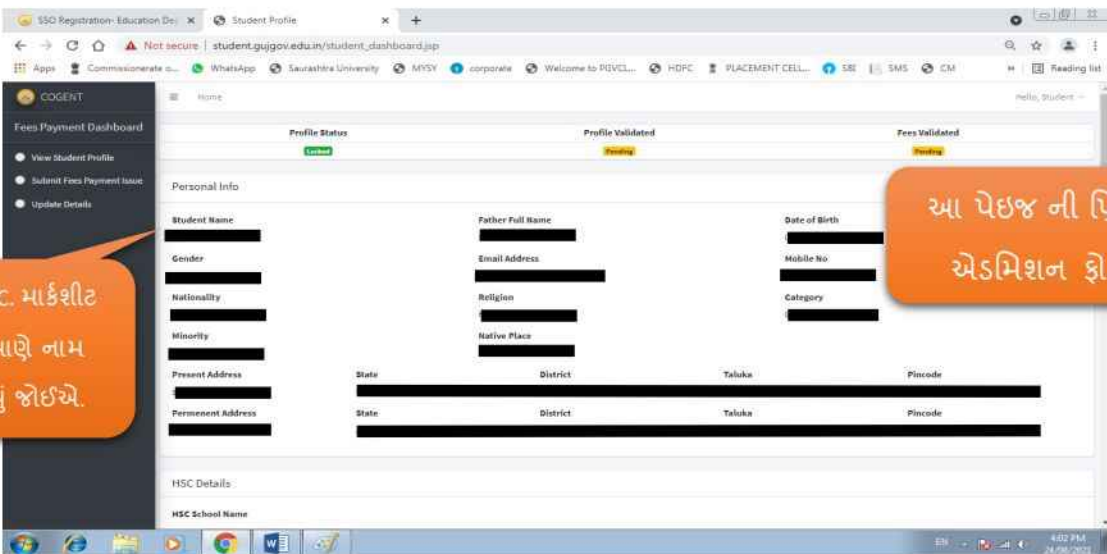 SSO Registration- Education De
Student Profile
Not secure | student.gujgov.edu.in/student_dashboard.jsp
Apps Commissionerate o... WhatsApp Saurashtra University MYSY corporate Welcome to PGVCL... HDFC PLACEMENT CELL... SBI SMS CM Reading list
COGENT Home Hello, Student
Fees Payment Dashboard
View Student Profile
Submit Fees Payment Issue
Update Details
Profile Status Profile Validated Fees Validated
Locked Pending Pending
Personal Info
Student Name Father Full Name Date of Birth
Gender Email Address Mobile No
Nationality Religion Category
Minority Native Place
Present Address State District Taluka Pincode
Permenent Address State District Taluka Pincode
HSC Details
HSC School Name
આ પેઇજ ની
એડમિશન
માર્કશીટ
નામ
જોઈએ.
EN 4:02 PM